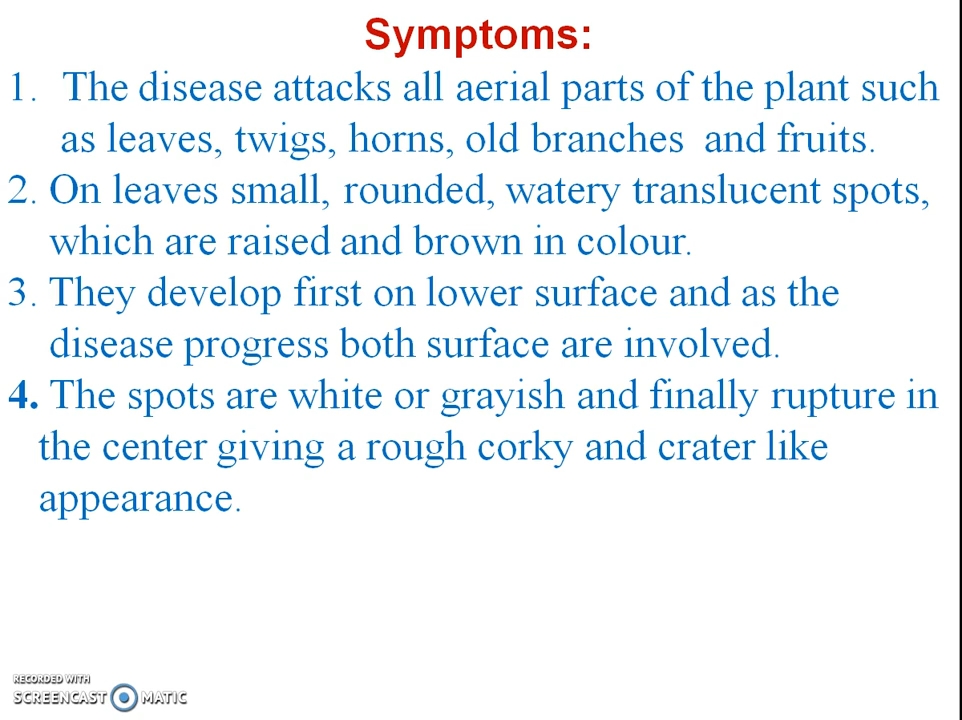 Symptoms:
1. The disease attacks all aerial parts of the plant such
as leaves, twigs, horns, old branches and fruits.
2. On leaves small, rounded, watery translucent spots,
which are raised and brown in colour.
3. They develop first on lower surface and as the
disease progress both surface are involved.
4. The spots are white or grayish and finally rupture in
the center giving a rough corky and crater like
appearance.
RECORDED WITH
SCREENCAST MATIC